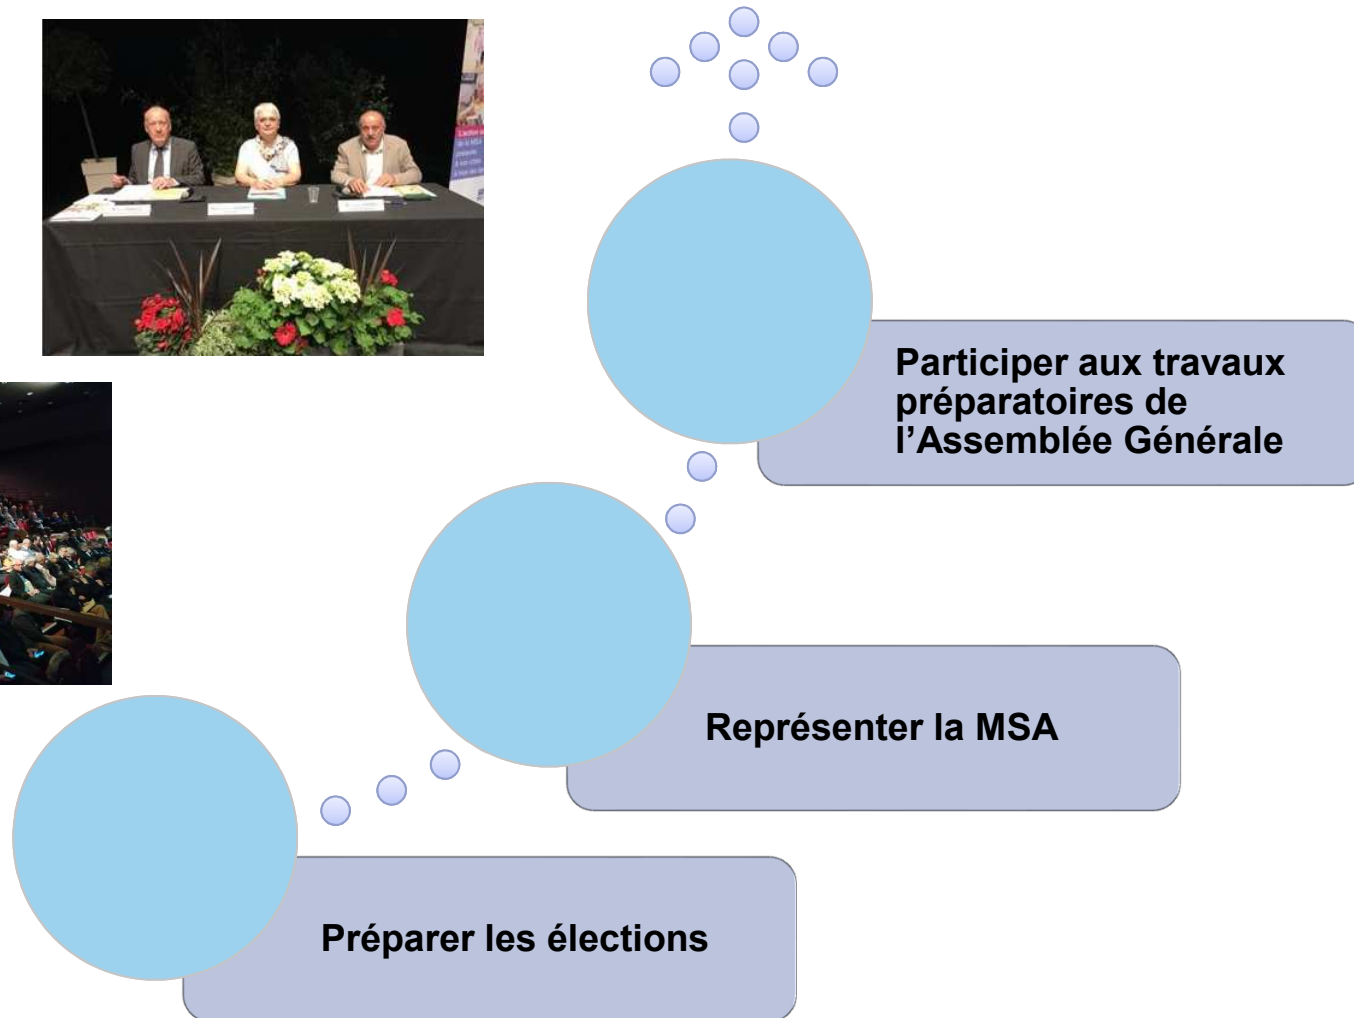 Participer aux travaux
préparatoires de
l’Assemblée Générale
Représenter la MSA
Préparer les élections